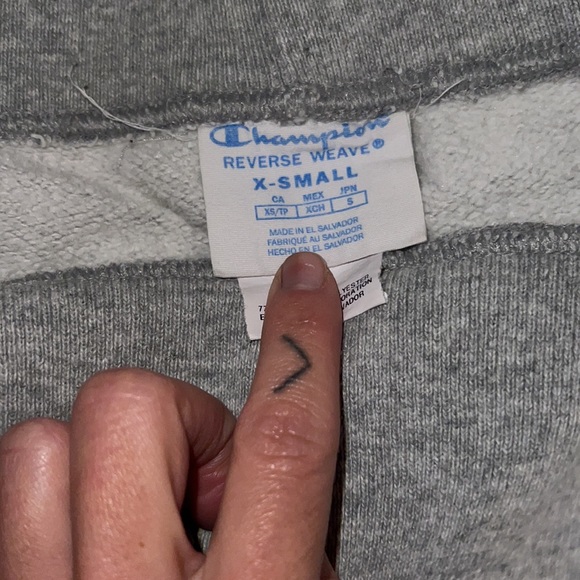 Champion
REVERSE WEAVE®
X-SMALL
CA MEX JPN
XS/TP XCH S
MADE IN EL SALVADOR
FABRIQUÉ AU SALVADOR
HECHO EN EL SALVADOR